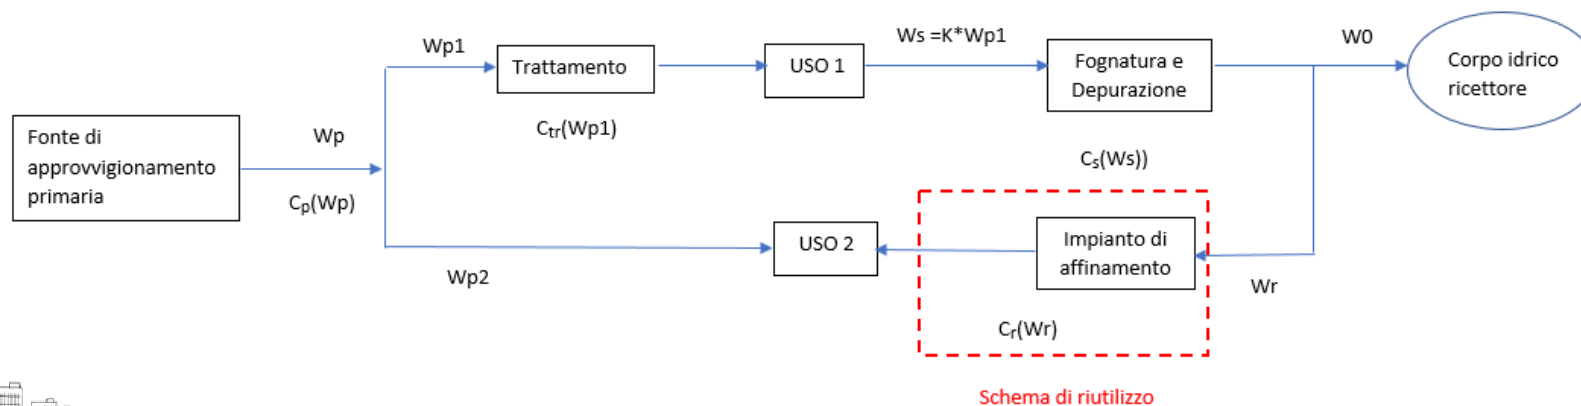 Wp1
Trattamento
USO 1
Ws =K*Wp1
Fognatura e
Depurazione
W0
Corpo idrico
ricettore
Fonte di
approvvigionamento
primaria
Wp
Cp(Wp)
Ctr(Wp1)
Cs(Ws))
Wp2
USO 2
Impianto di
affinamento
Wr
Cr(Wr)
Schema di riutilizzo